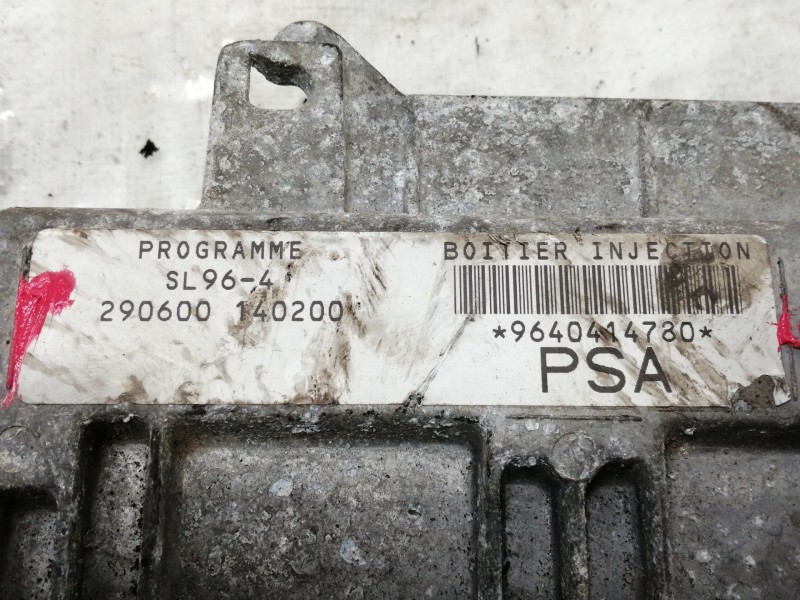 PROGRAMME
SL96-4
290600 140200
BOITIER INJECTION
*9640414780*
PSA